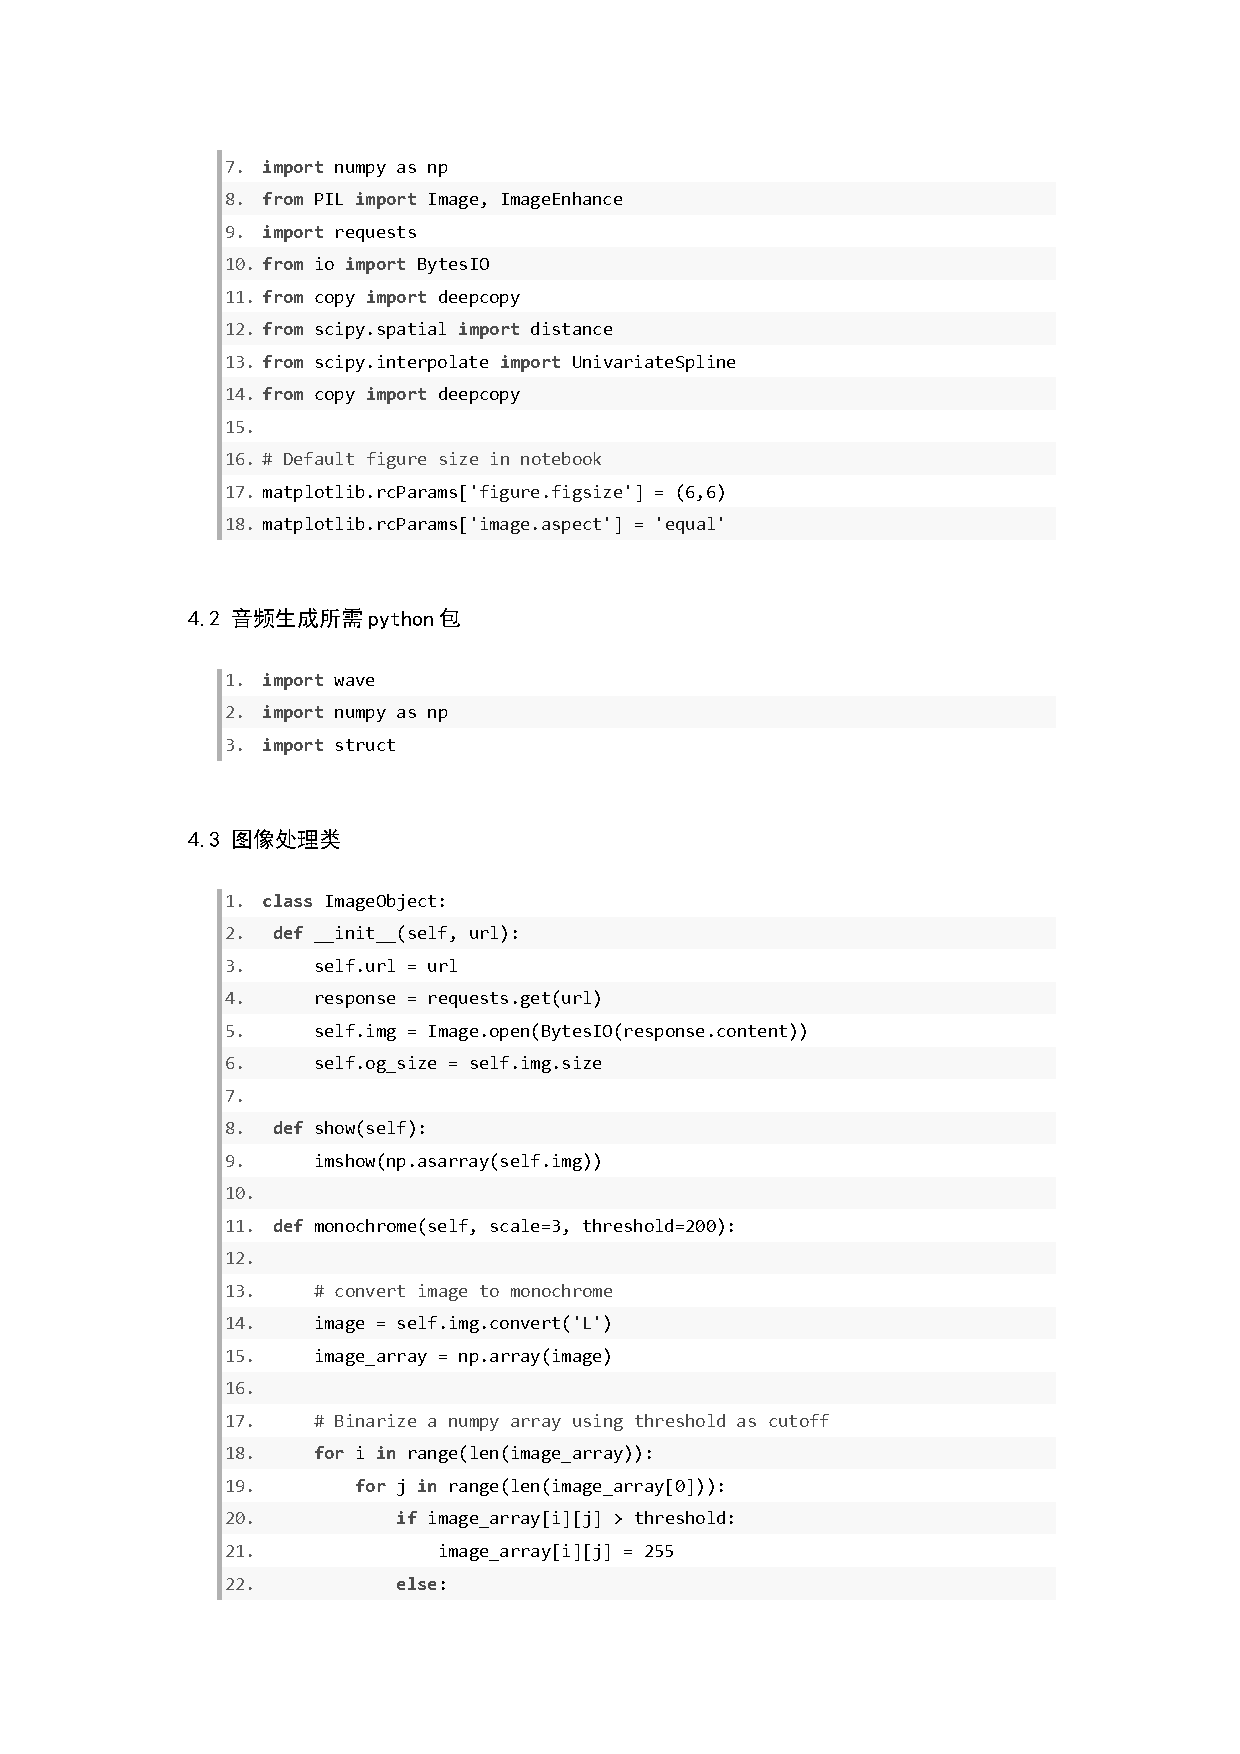 7. import numpy as np
8. from PIL import Image, ImageEnhance
9. import requests
10. from io import BytesIO
11. from copy import deepcopy
12. from scipy.spatial import distance
13. from scipy.interpolate import UnivariateSpline
14. from copy import deepcopy
15.
16. # Default figure size in notebook
17. matplotlib.rcParams['figure.figsize'] = (6,6)
18. matplotlib.rcParams['image.aspect'] = 'equal'
4.2 音频生成所需 python 包
1. import wave
2. import numpy as np
3. import struct
4.3 图像处理类
1. class ImageObject:
2. def __init__(self, url):
3. self.url = url
4. response = requests.get(url)
5. self.img = Image.open(BytesIO(response.content))
6. self.og_size = self.img.size
7.
8. def show(self):
9. imshow(np.asarray(self.img))
10.
11. def monochrome(self, scale=3, threshold=200):
12.
13. # convert image to monochrome
14. image = self.img.convert('L')
15. image_array = np.array(image)
16.
17. # Binarize a numpy array using threshold as cutoff
18. for i in range(len(image_array)):
19. for j in range(len(image_array[0])):
20. if image_array[i][j] > threshold:
21. image_array[i][j] = 255
22. else: